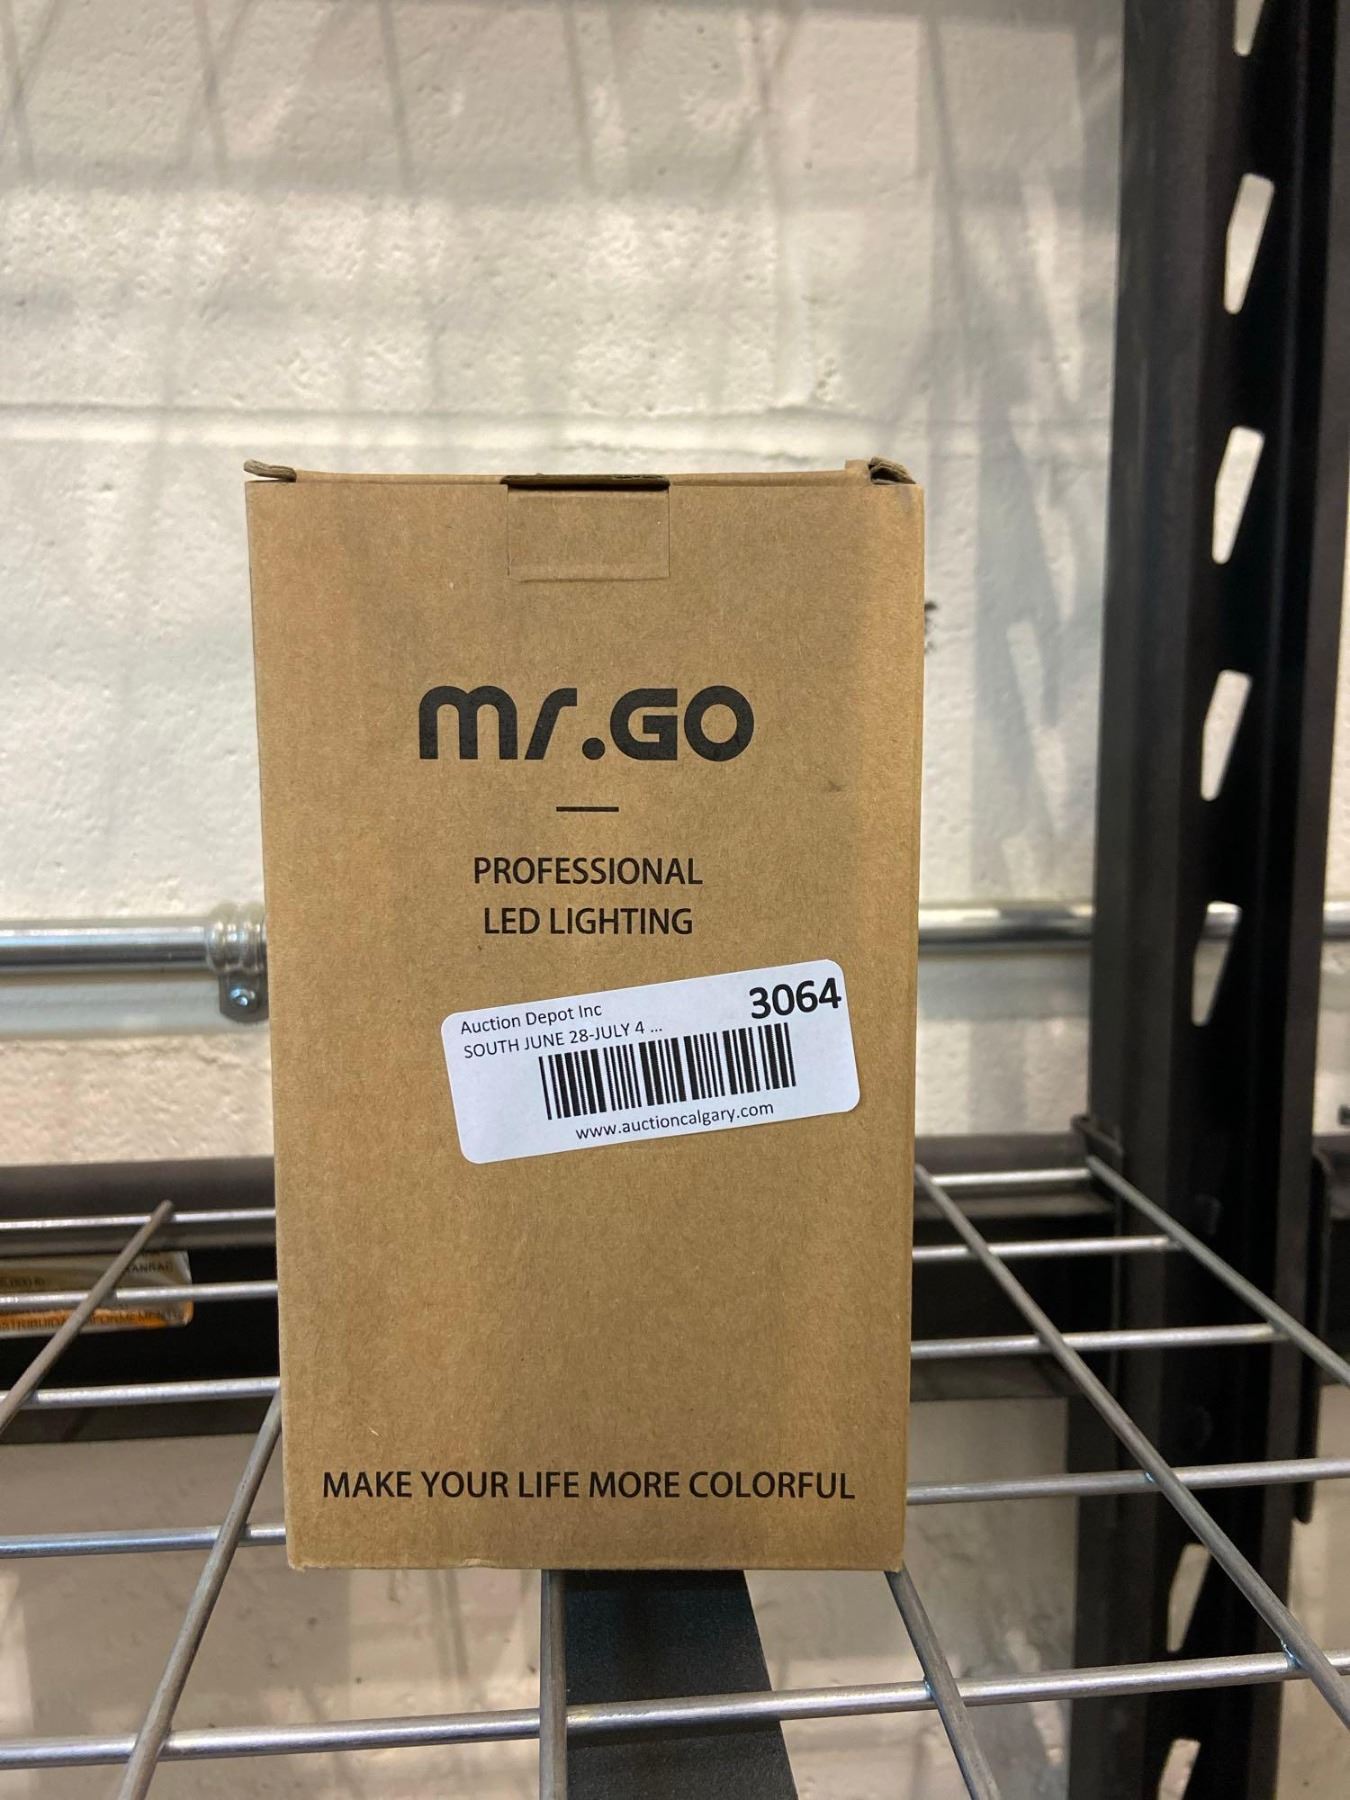 mr.GO
PROFESSIONAL
LED LIGHTING
Auction Depot Inc
3064
SOUTH JUNE 28-JULY 4 ...
www.auctioncalgary.com
MAKE YOUR LIFE MORE COLORFUL